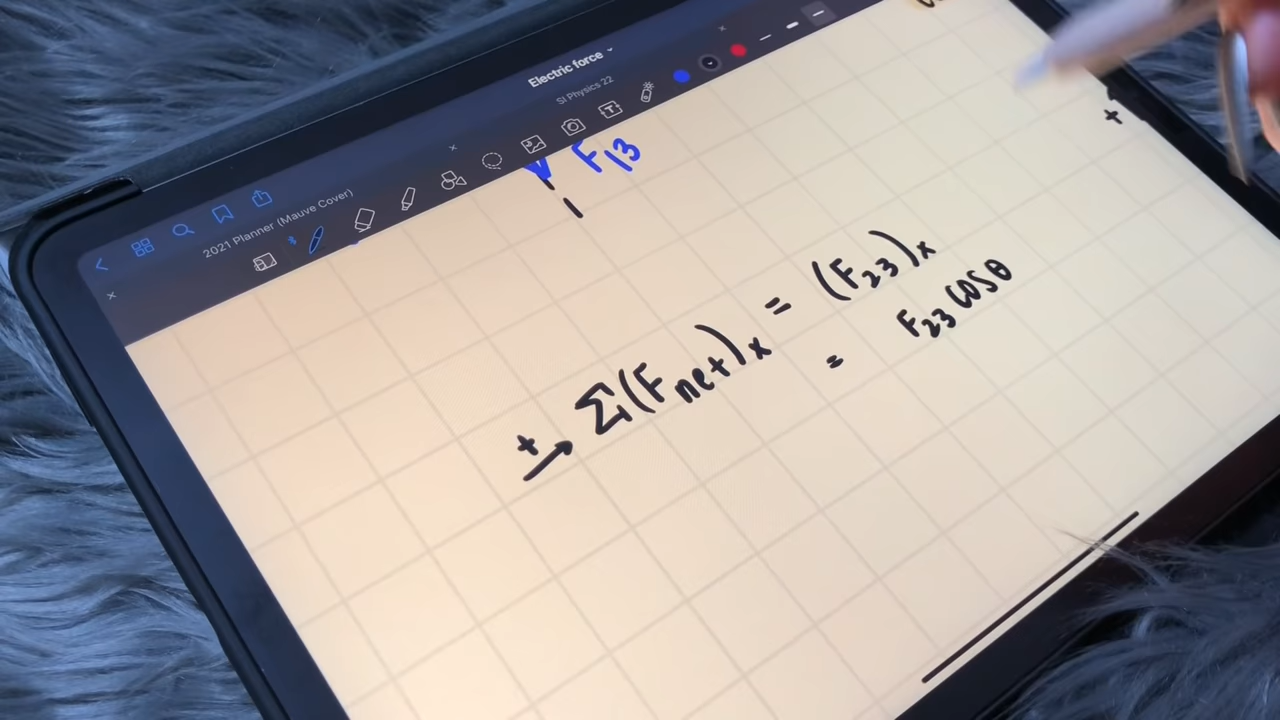 Electric force
SI Physics 22
2021 Planner (Mauve Cover)
F13
+ → Σ(Fnet)x = (F23)x
= F23 cosθ
+